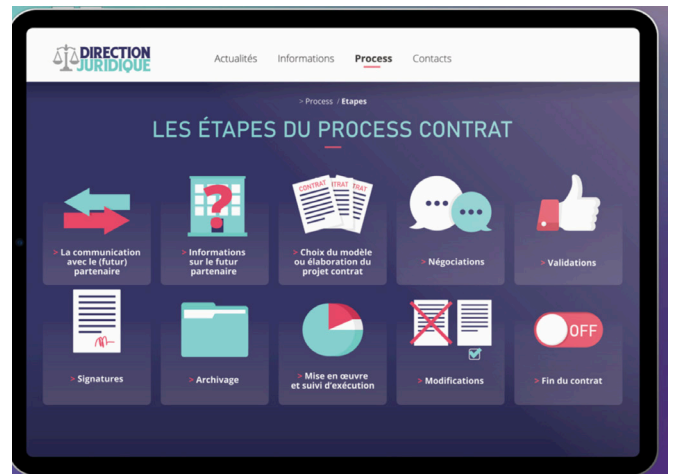 DIRECTION
JURIDIQUE
Actualités Informations Process Contacts
> Process / Etapes
LES ÉTAPES DU PROCESS CONTRAT
CONTRAT TRAT TRAT
> La communication
avec le (futur)
partenaire
> Informations
sur le futur
partenaire
> Choix du modèle
ou élaboration du
projet contrat
> Négociations
> Validations
OFF
> Signatures
> Archivage
> Mise en œuvre
et suivi d'exécution
> Modifications
> Fin du contrat